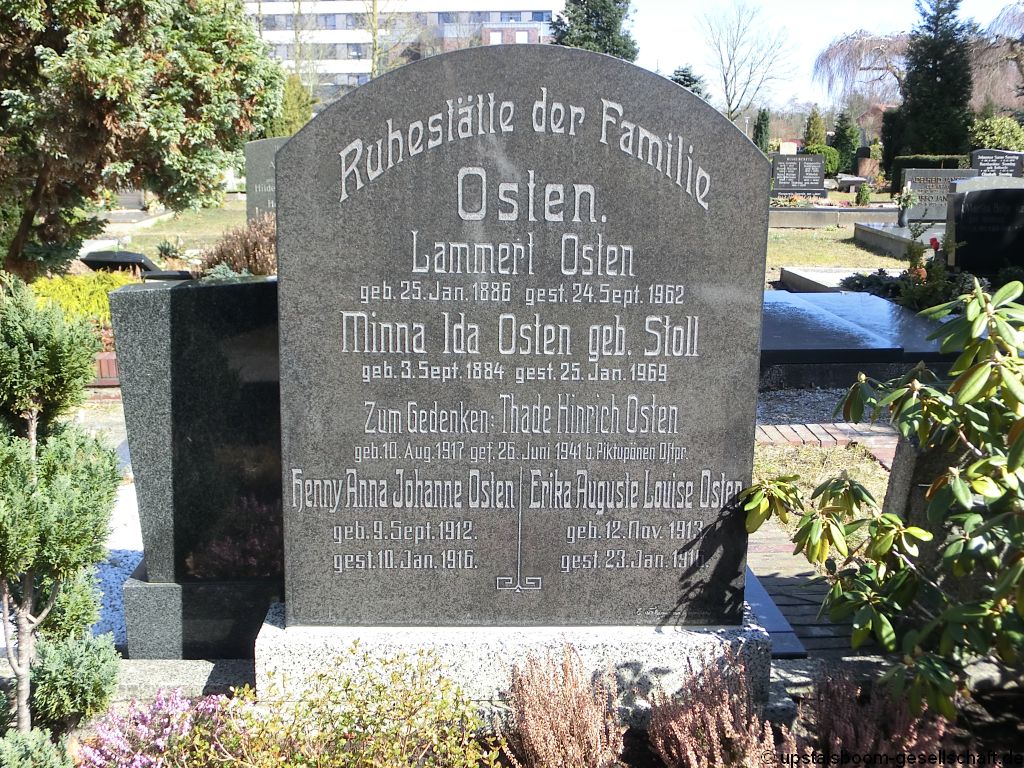 Ruhestätte der Familie
Osten.
Lammert Osten
geb. 25. Jan. 1886 gest. 24. Sept. 1962
Minna Ida Osten geb. Stoll
geb. 3. Sept. 1884 gest. 25. Jan. 1969
Zum Gedenken: Thade Hinrich Osten
geb. 10. Aug. 1917 gef. 26. Juni 1941 b. Piktupönen Ostpr.
Henny Anna Johanne Osten
geb. 9. Sept. 1912.
gest. 10. Jan. 1916.
Erika Auguste Louise Osten
geb. 12. Nov. 1913.
gest. 23. Jan. 1916.
© upstalsboom-gesellschaft.de